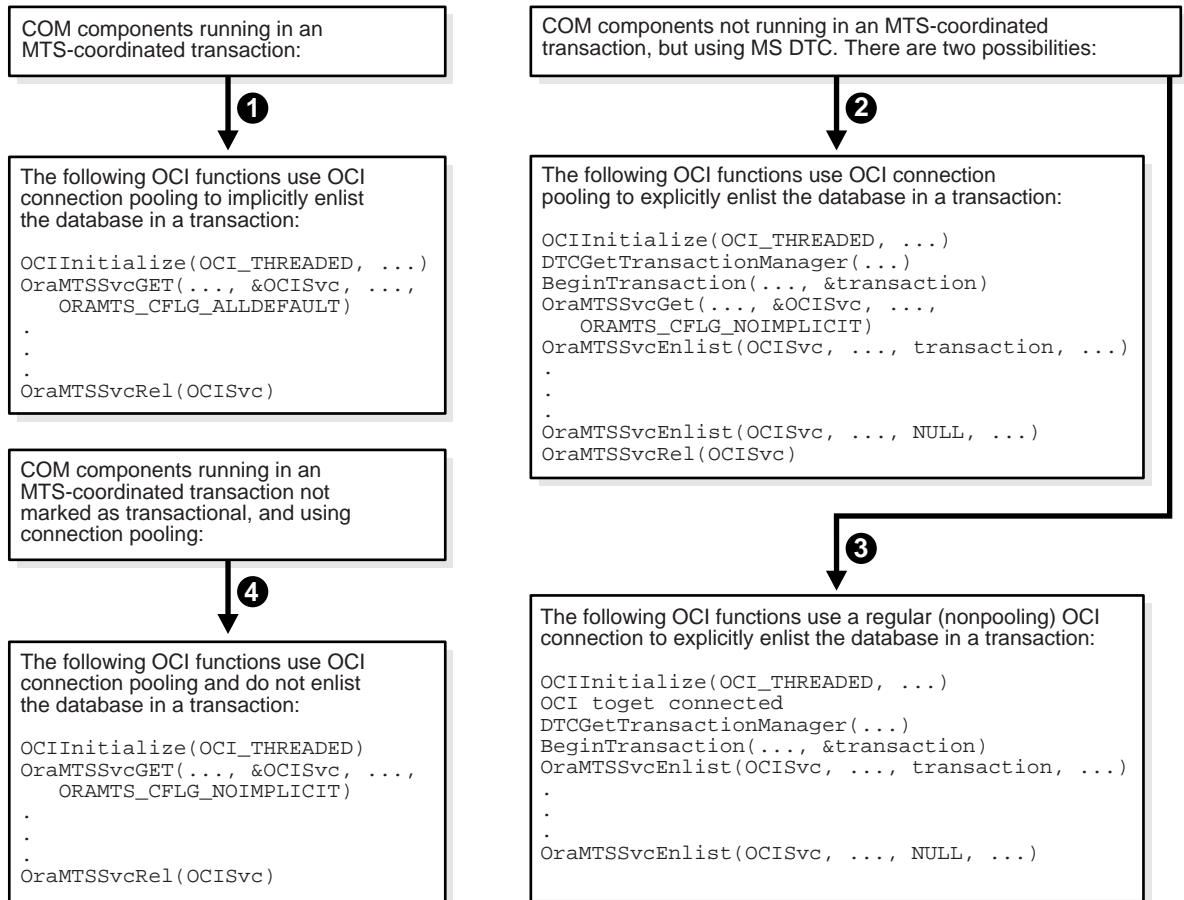 COM components running in an
MTS-coordinated transaction:
1
The following OCI functions use OCI
connection pooling to implicitly enlist
the database in a transaction:
OCIInitialize(OCI_THREADED, ...)
OraMTSSvcGET(..., &OCISvc, ...,
ORAMTS_CFLG_ALLDEFAULT)
.
.
.
OraMTSSvcRel(OCISvc)
COM components running in an
MTS-coordinated transaction not
marked as transactional, and using
connection pooling:
4
The following OCI functions use OCI
connection pooling and do not enlist
the database in a transaction:
OCIInitialize(OCI_THREADED)
OraMTSSvcGET(..., &OCISvc, ...,
ORAMTS_CFLG_NOIMPLICIT)
.
.
.
OraMTSSvcRel(OCISvc)
COM components not running in an MTS-coordinated
transaction, but using MS DTC. There are two possibilities:
2
The following OCI functions use OCI connection
pooling to explicitly enlist the database in a transaction:
OCIInitialize(OCI_THREADED, ...)
DTCGetTransactionManager(...)
BeginTransaction(..., &transaction)
OraMTSSvcGet(..., &OCISvc, ...,
ORAMTS_CFLG_NOIMPLICIT)
OraMTSSvcEnlist(OCISvc, ..., transaction, ...)
.
.
.
OraMTSSvcEnlist(OCISvc, ..., NULL, ...)
OraMTSSvcRel(OCISvc)
3
The following OCI functions use a regular (nonpooling) OCI
connection to explicitly enlist the database in a transaction:
OCIInitialize(OCI_THREADED, ...)
OCI toget connected
DTCGetTransactionManager(...)
BeginTransaction(..., &transaction)
OraMTSSvcEnlist(OCISvc, ..., transaction, ...)
.
.
.
OraMTSSvcEnlist(OCISvc, ..., NULL, ...)